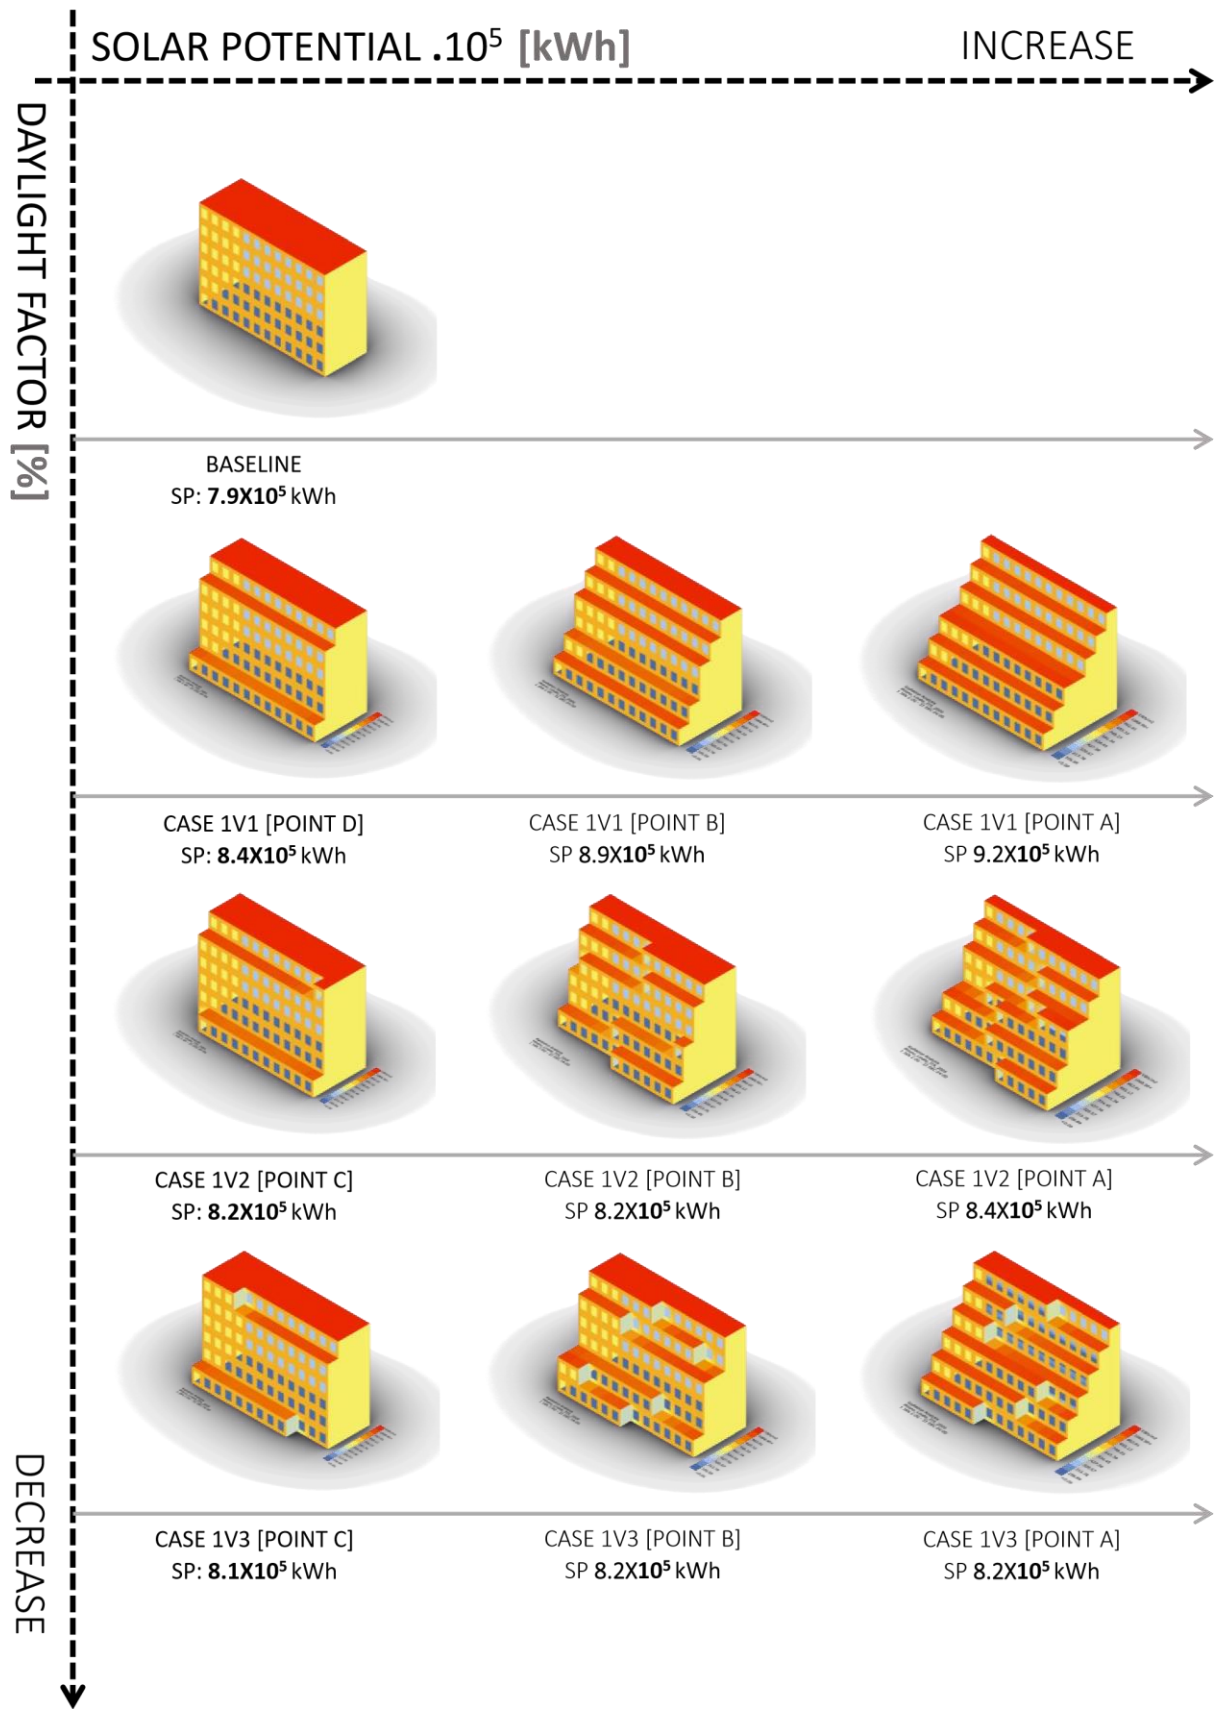 SOLAR POTENTIAL .10⁵ [kWh]
INCREASE
DAYLIGHT FACTOR [%]
DECREASE
BASELINE
SP: 7.9X10⁵ kWh
CASE 1V1 [POINT D]
SP: 8.4X10⁵ kWh
CASE 1V1 [POINT B]
SP 8.9X10⁵ kWh
CASE 1V1 [POINT A]
SP 9.2X10⁵ kWh
CASE 1V2 [POINT C]
SP: 8.2X10⁵ kWh
CASE 1V2 [POINT B]
SP 8.2X10⁵ kWh
CASE 1V2 [POINT A]
SP 8.4X10⁵ kWh
CASE 1V3 [POINT C]
SP: 8.1X10⁵ kWh
CASE 1V3 [POINT B]
SP 8.2X10⁵ kWh
CASE 1V3 [POINT A]
SP 8.2X10⁵ kWh